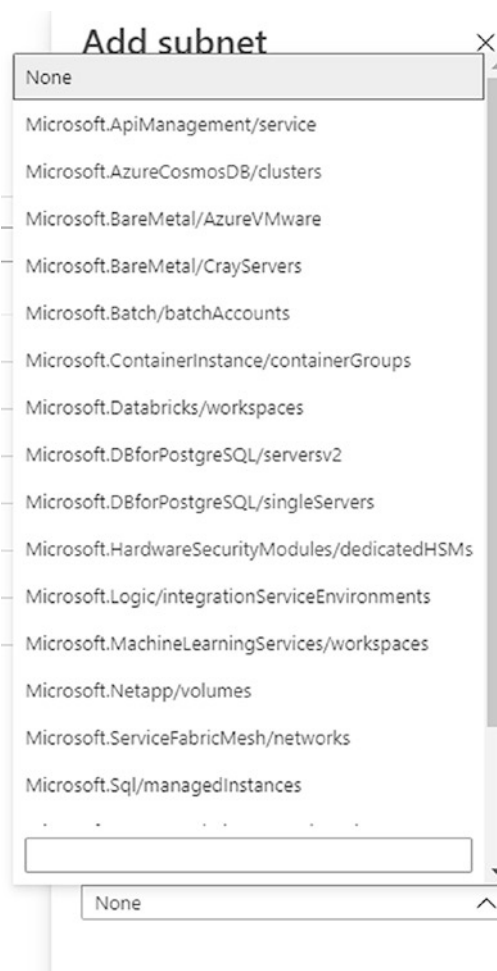 Add subnet
None
Microsoft.ApiManagement/service
Microsoft.AzureCosmosDB/clusters
Microsoft.BareMetal/AzureVMware
Microsoft.BareMetal/CrayServers
Microsoft.Batch/batchAccounts
Microsoft.ContainerInstance/containerGroups
Microsoft.Databricks/workspaces
Microsoft.DBforPostgreSQL/serversv2
Microsoft.DBforPostgreSQL/singleServers
Microsoft.HardwareSecurityModules/dedicatedHSMs
Microsoft.Logic/integrationServiceEnvironments
Microsoft.MachineLearningServices/workspaces
Microsoft.Netapp/volumes
Microsoft.ServiceFabricMesh/networks
Microsoft.Sql/managedInstances
None